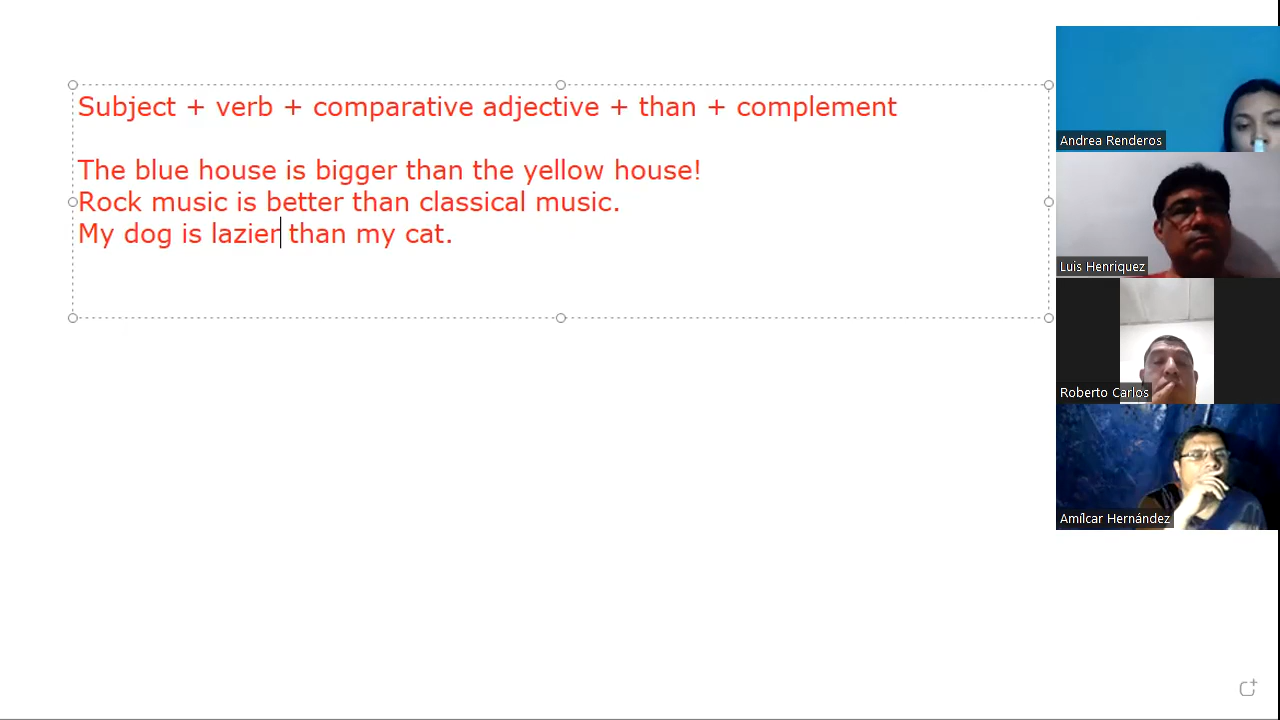 Subject + verb + comparative adjective + than + complement
The blue house is bigger than the yellow house!
Rock music is better than classical music.
My dog is lazier than my cat.
Andrea Renderos
Luis Henriquez
Roberto Carlos
Amílcar Hernández